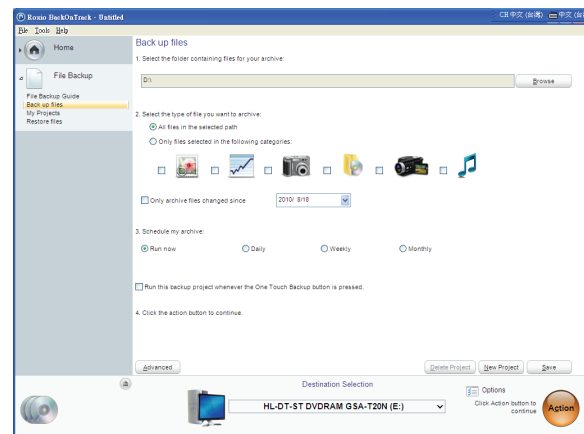 Roxio BackOnTrack - Untitled
CH 中文 (台灣) 中文 (台
File Tools Help
Home
File Backup
File Backup Guide
Back up files
My Projects
Restore files
Back up files
1. Select the folder containing files for your archive:
D:\
Browse
2. Select the type of file you want to archive:
All files in the selected path
Only files selected in the following categories:
Only archive files changed since 2010/ 8/18
3. Schedule my archive:
Run now Daily Weekly Monthly
Run this backup project whenever the One Touch Backup button is pressed.
4. Click the action button to continue.
Advanced Delete Project New Project Save
Destination Selection
HL-DT-ST DVDRAM GSA-T20N (E:)
Options
Click Action button to
continue
Action